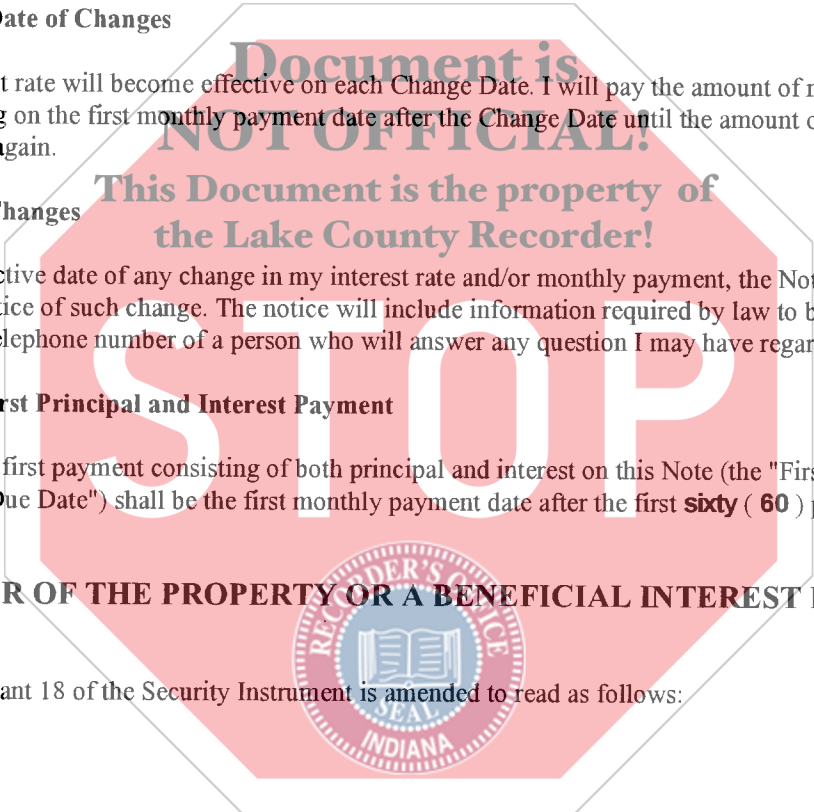 Date of Changes
Document is
t rate will become effective on each Change Date. I will pay the amount of
g on the first monthly payment date after the Change Date until the amount
NOT OFFICIAL!
again.
This Document is the property of
Changes
the Lake County Recorder!
ctive date of any change in my interest rate and/or monthly payment, the Not
tice of such change. The notice will include information required by law to b
elephone number of a person who will answer any question I may have regar
STOP
rst Principal and Interest Payment
first payment consisting of both principal and interest on this Note (the "Firs
Due Date") shall be the first monthly payment date after the first sixty ( 60 ) p
RECORDER'S OFFICE
R OF THE PROPERTY OR A BENEFICIAL INTEREST
ant 18 of the Security Instrument is amended to read as follows:
SEAL
INDIANA